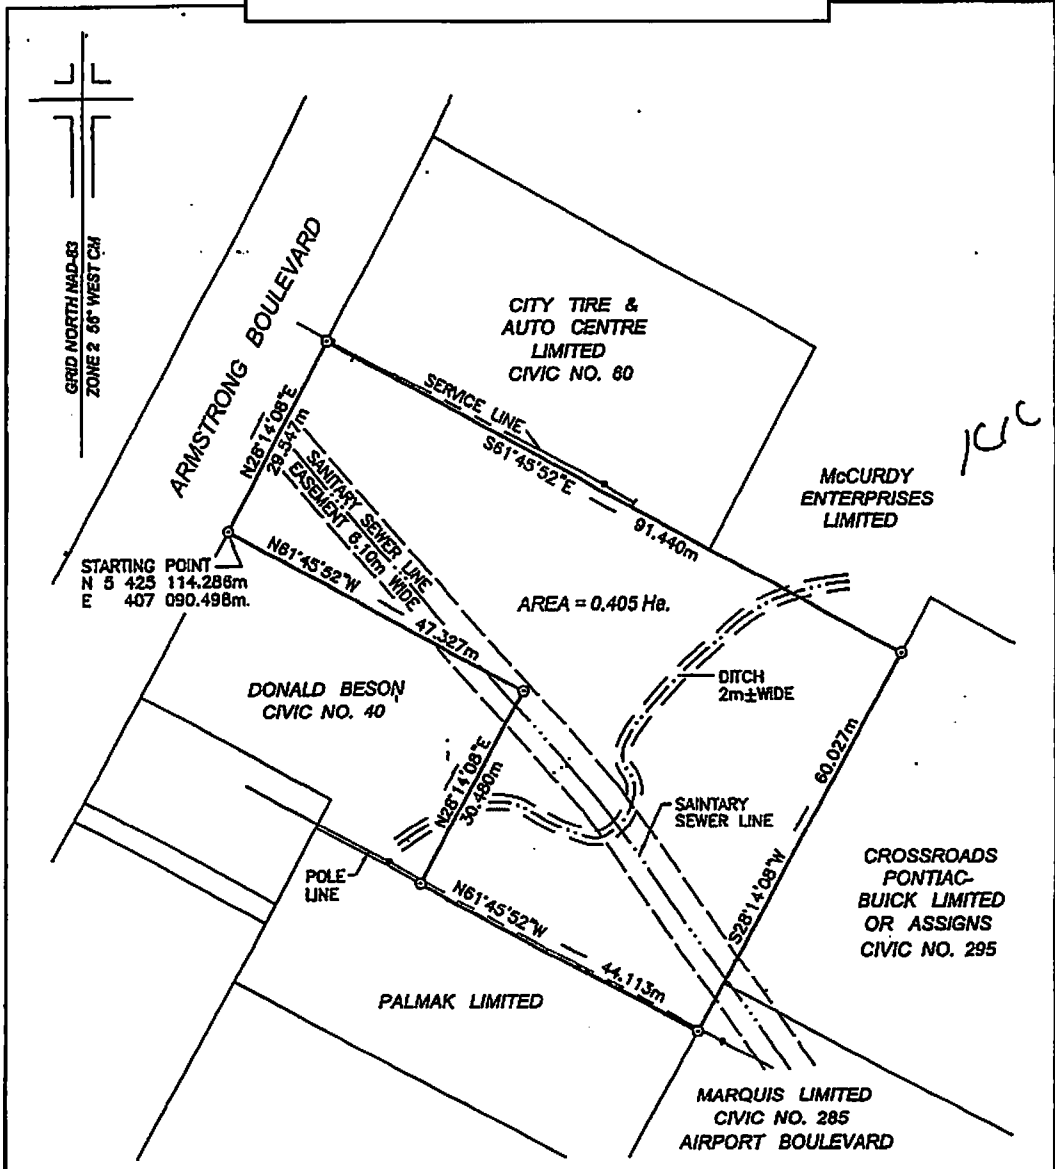 GRID NORTH NAD-83
ZONE 2 56° WEST CM
ARMSTRONG BOULEVARD
CITY TIRE &
AUTO CENTRE
LIMITED
CIVIC NO. 60
SERVICE LINE
S61°45'52"E
91.440m
McCURDY
ENTERPRISES
LIMITED
N28°14'08"E
29.547m
SANITARY SEWER LINE
EASEMENT 6.10m WIDE
STARTING POINT
N 5 425 114.286m
E 407 090.498m.
N61°45'52"W
47.327m
AREA = 0.405 Ha.
DITCH
2m±WIDE
DONALD BESON
CIVIC NO. 40
N28°14'08"E
30.480m
60.027m
S28°14'08"W
SAINTARY
SEWER LINE
POLE
LINE
CROSSROADS
PONTIAC-
BUICK LIMITED
OR ASSIGNS
CIVIC NO. 295
N61°45'52"W
44.113m
PALMAK LIMITED
MARQUIS LIMITED
CIVIC NO. 285
AIRPORT BOULEVARD